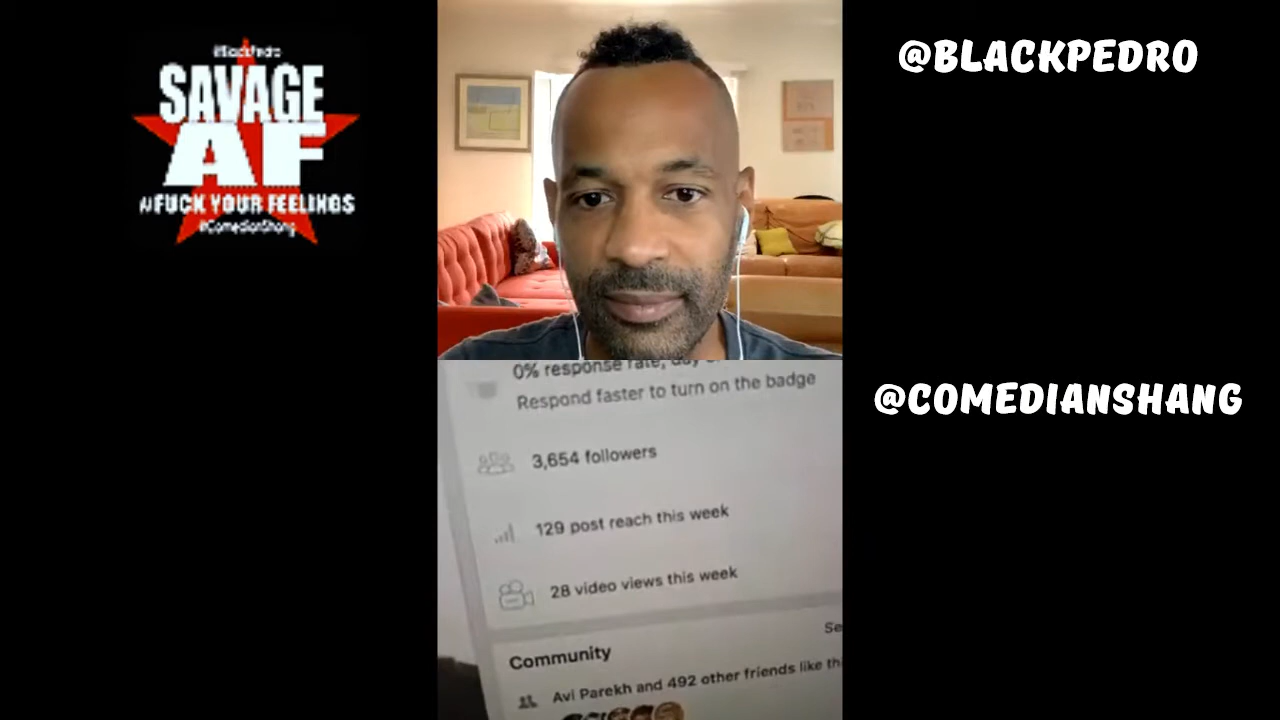 #BlackPedro
SAVAGE
AF
#FUCK YOUR FEELINGS
#ComedianShang
@BLACKPEDRO
@COMEDIANSHANG
0% response rate,
Respond faster to turn on the badge
3,654 followers
129 post reach this week
28 video views this week
Community
Avi Parekh and 492 other friends like